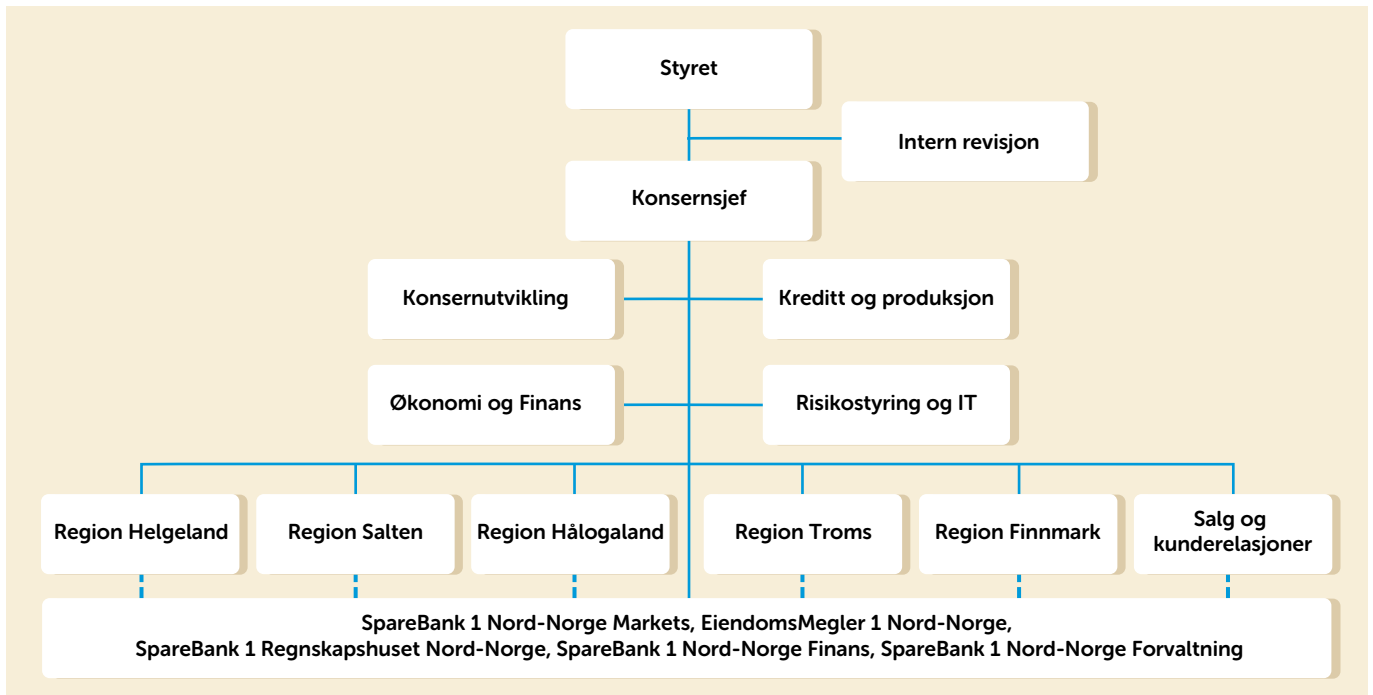 Styret
Intern revisjon
Konsernsjef
Konsernutvikling
Kreditt og produksjon
Økonomi og Finans
Risikostyring og IT
Region Helgeland
Region Salten
Region Hålogaland
Region Troms
Region Finnmark
Salg og
kunderelasjoner
SpareBank 1 Nord-Norge Markets, EiendomsMegler 1 Nord-Norge,
SpareBank 1 Regnskapshuset Nord-Norge, SpareBank 1 Nord-Norge Finans, SpareBank 1 Nord-Norge Forvaltning